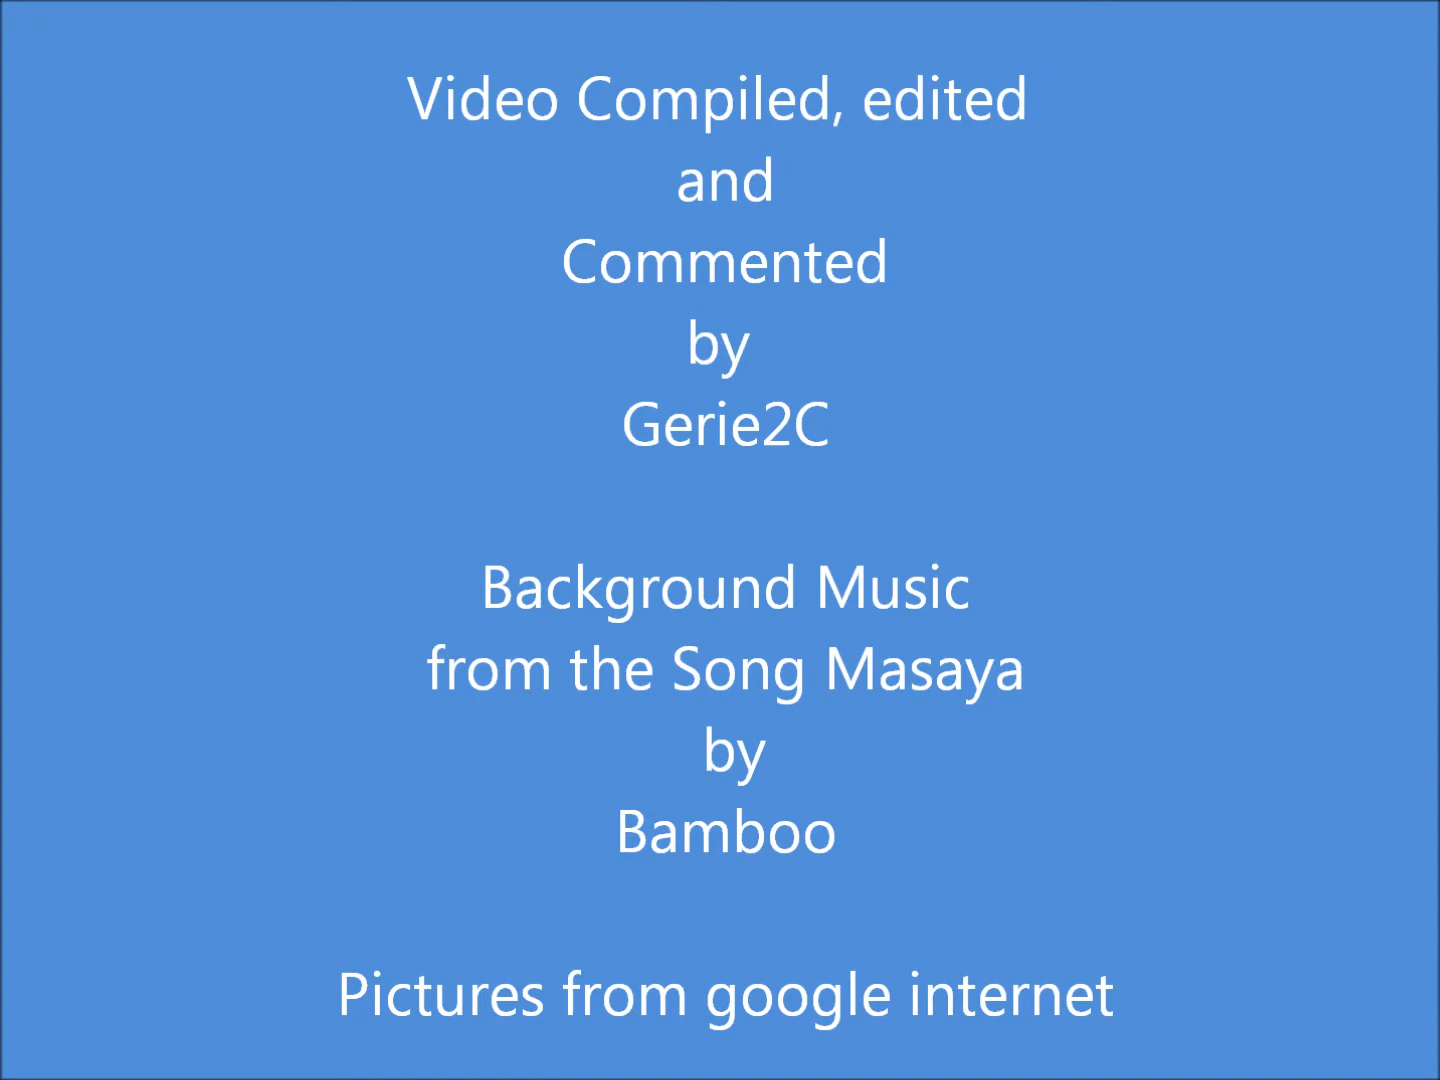 Video Compiled, edited
and
Commented
by
Gerie2C
Background Music
from the Song Masaya
by
Bamboo
Pictures from google internet